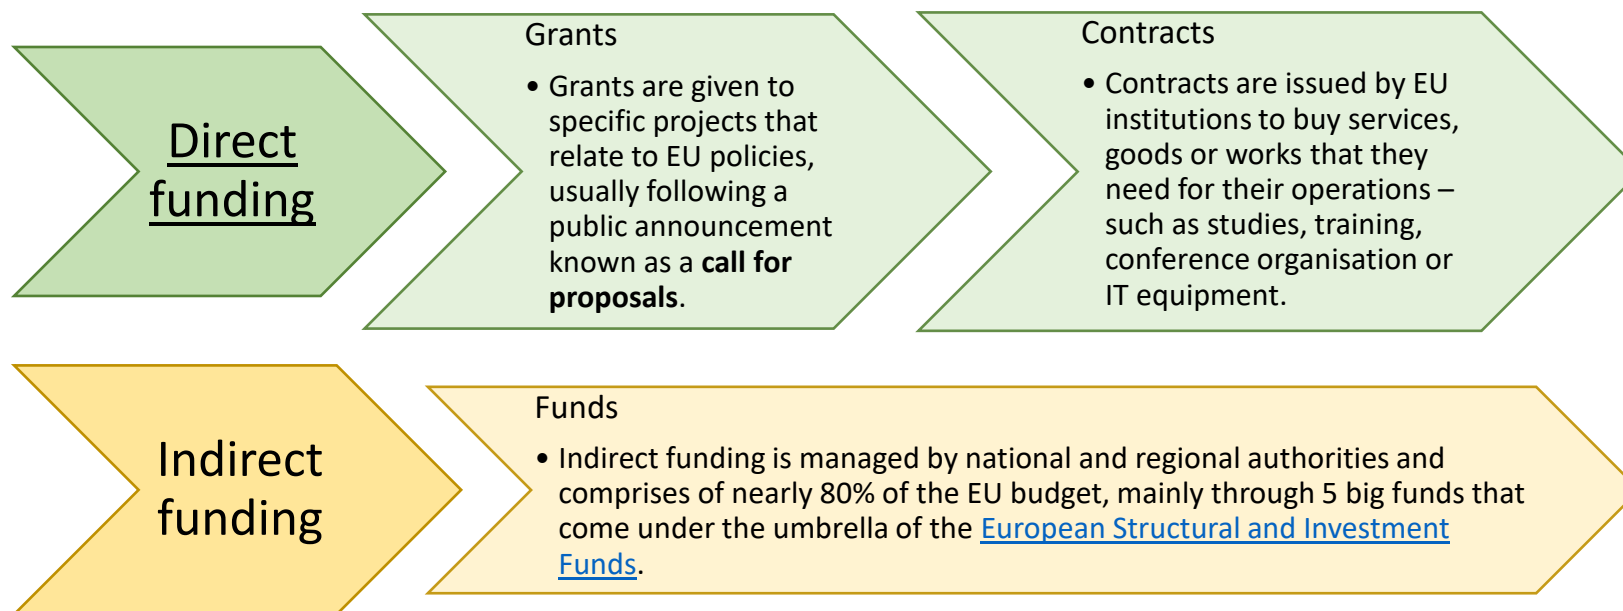 Direct
funding
Grants
• Grants are given to
specific projects that
relate to EU policies,
usually following a
public announcement
known as a call for
proposals.
Contracts
• Contracts are issued by EU
institutions to buy services,
goods or works that they
need for their operations –
such as studies, training,
conference organisation or
IT equipment.
Indirect
funding
Funds
• Indirect funding is managed by national and regional authorities and
comprises of nearly 80% of the EU budget, mainly through 5 big funds that
come under the umbrella of the European Structural and Investment
Funds.